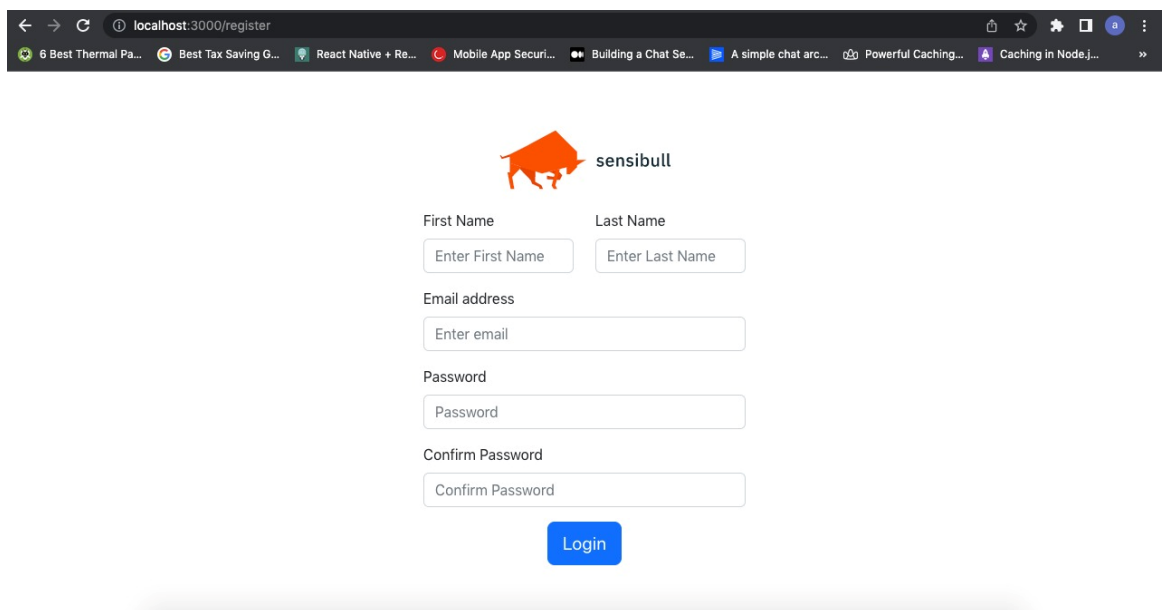 localhost:3000/register
a
6 Best Thermal Pa... Best Tax Saving G... React Native + Re... Mobile App Securi... Building a Chat Se... A simple chat arc... Powerful Caching... Caching in Node.j... »
sensibull
First Name Last Name
Enter First Name Enter Last Name
Email address
Enter email
Password
Password
Confirm Password
Confirm Password
Login